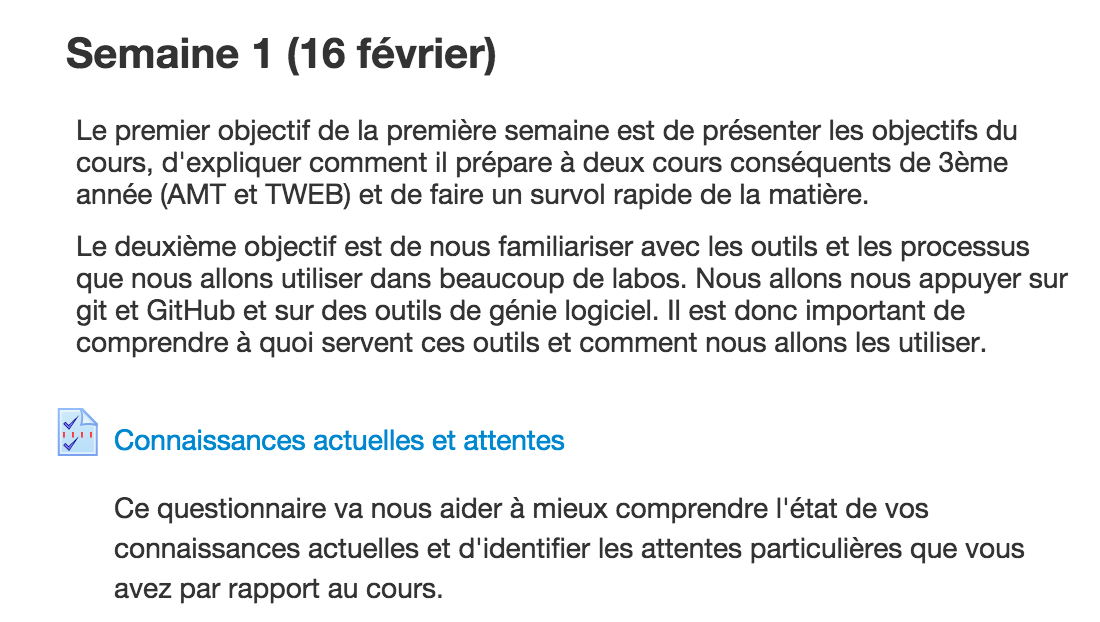 Semaine 1 (16 février)
Le premier objectif de la première semaine est de présenter les objectifs du
cours, d'expliquer comment il prépare à deux cours conséquents de 3ème
année (AMT et TWEB) et de faire un survol rapide de la matière.
Le deuxième objectif est de nous familiariser avec les outils et les processus
que nous allons utiliser dans beaucoup de labos. Nous allons nous appuyer sur
git et GitHub et sur des outils de génie logiciel. Il est donc important de
comprendre à quoi servent ces outils et comment nous allons les utiliser.
Connaissances actuelles et attentes
Ce questionnaire va nous aider à mieux comprendre l'état de vos
connaissances actuelles et d'identifier les attentes particulières que vous
avez par rapport au cours.